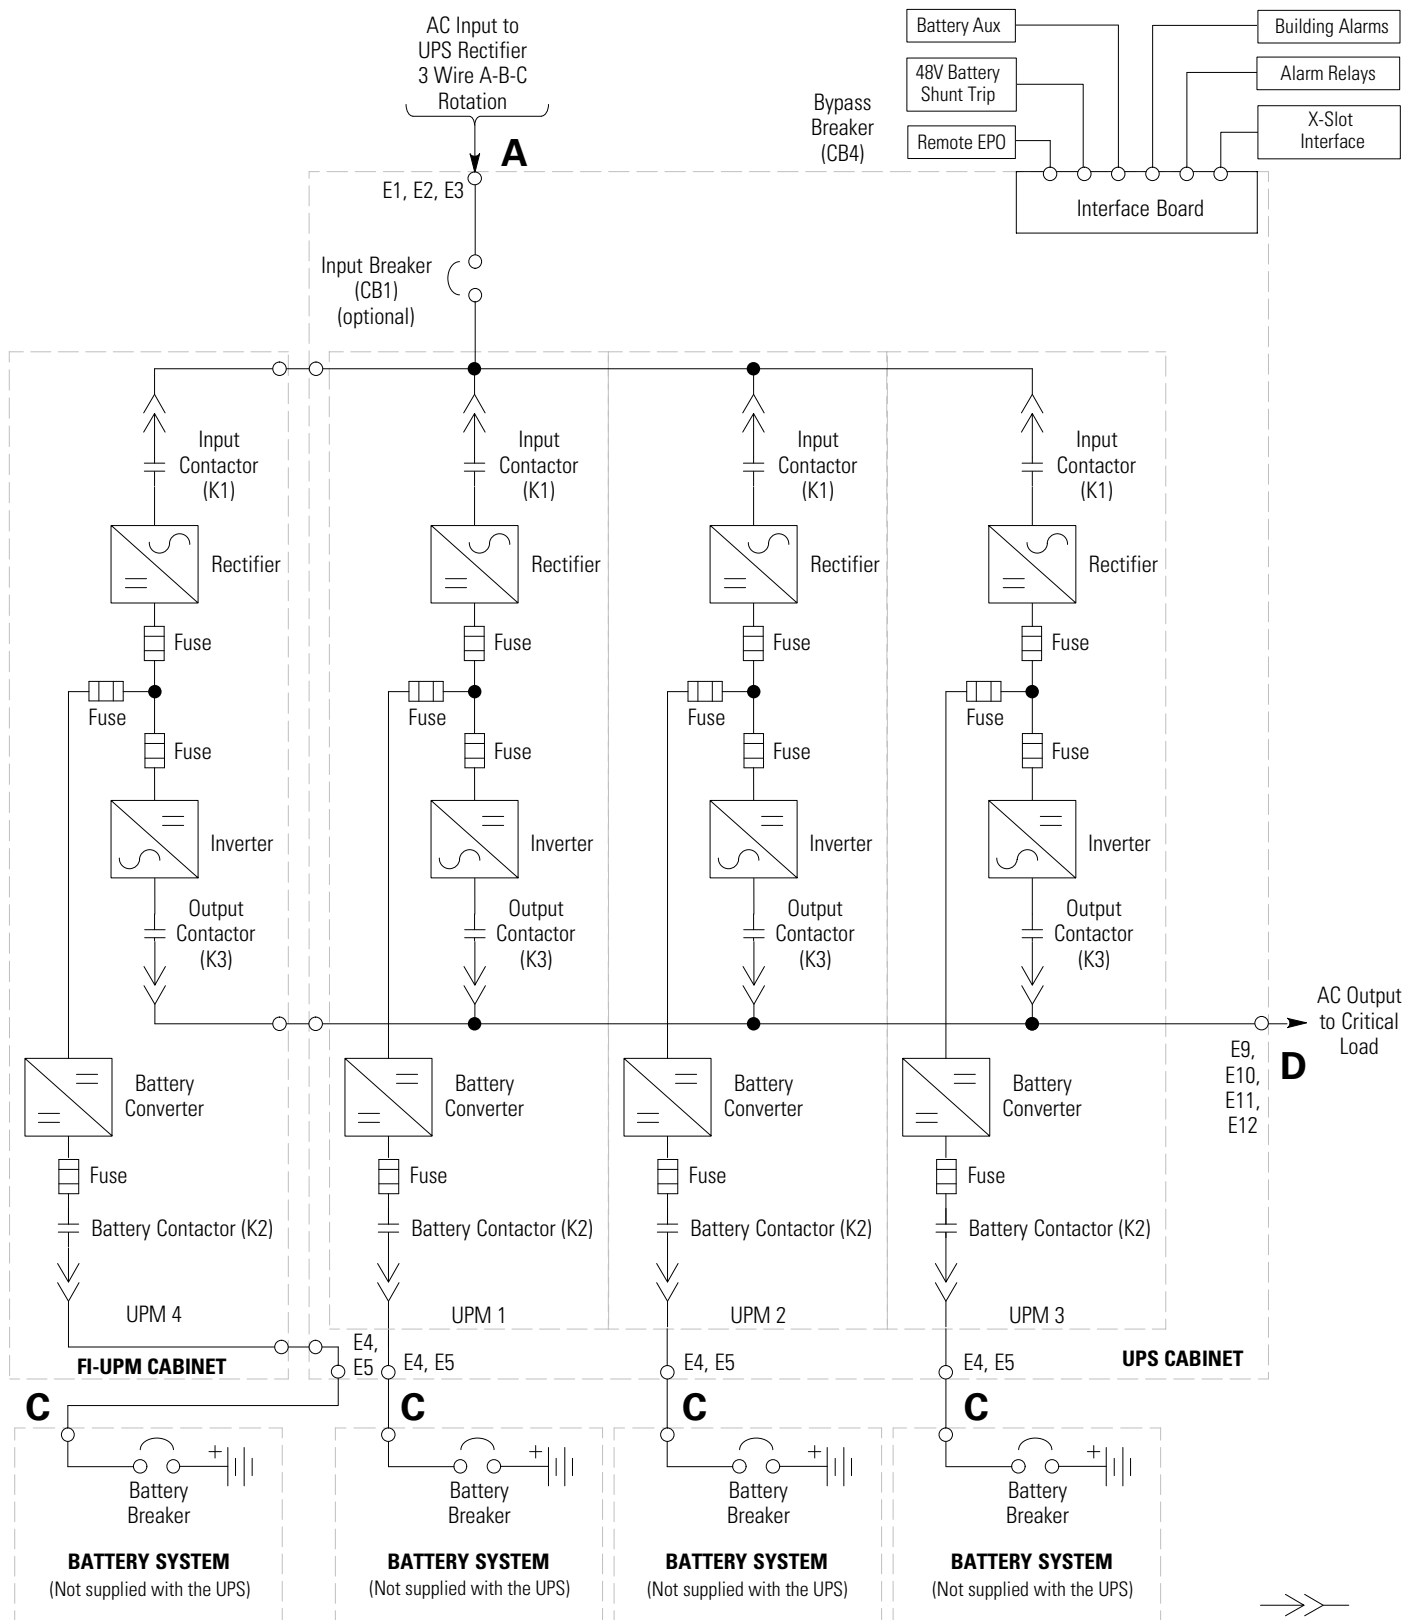 AC Input to
UPS Rectifier
3 Wire A-B-C
Rotation
A
E1, E2, E3
Bypass
Breaker
(CB4)
Battery Aux
48V Battery
Shunt Trip
Remote EPO
Building Alarms
Alarm Relays
X-Slot
Interface
Interface Board
Input Breaker
(CB1)
(optional)
Input
Contactor
(K1)
Input
Contactor
(K1)
Input
Contactor
(K1)
Input
Contactor
(K1)
Rectifier
Rectifier
Rectifier
Rectifier
Fuse
Fuse
Fuse
Fuse
Fuse
Fuse
Fuse
Fuse
Fuse
Fuse
Fuse
Fuse
Inverter
Inverter
Inverter
Inverter
Output
Contactor
(K3)
Output
Contactor
(K3)
Output
Contactor
(K3)
Output
Contactor
(K3)
AC Output
to Critical
Load
E9,
E10,
E11,
E12
D
Battery
Converter
Battery
Converter
Battery
Converter
Battery
Converter
Fuse
Fuse
Fuse
Fuse
Battery Contactor (K2)
Battery Contactor (K2)
Battery Contactor (K2)
Battery Contactor (K2)
UPM 4
UPM 1
UPM 2
UPM 3
FI-UPM CABINET
E4,
E5
E4, E5
E4, E5
E4, E5
UPS CABINET
C
C
C
C
+
+
+
+
Battery
Breaker
Battery
Breaker
Battery
Breaker
Battery
Breaker
BATTERY SYSTEM
(Not supplied with the UPS)
BATTERY SYSTEM
(Not supplied with the UPS)
BATTERY SYSTEM
(Not supplied with the UPS)
BATTERY SYSTEM
(Not supplied with the UPS)